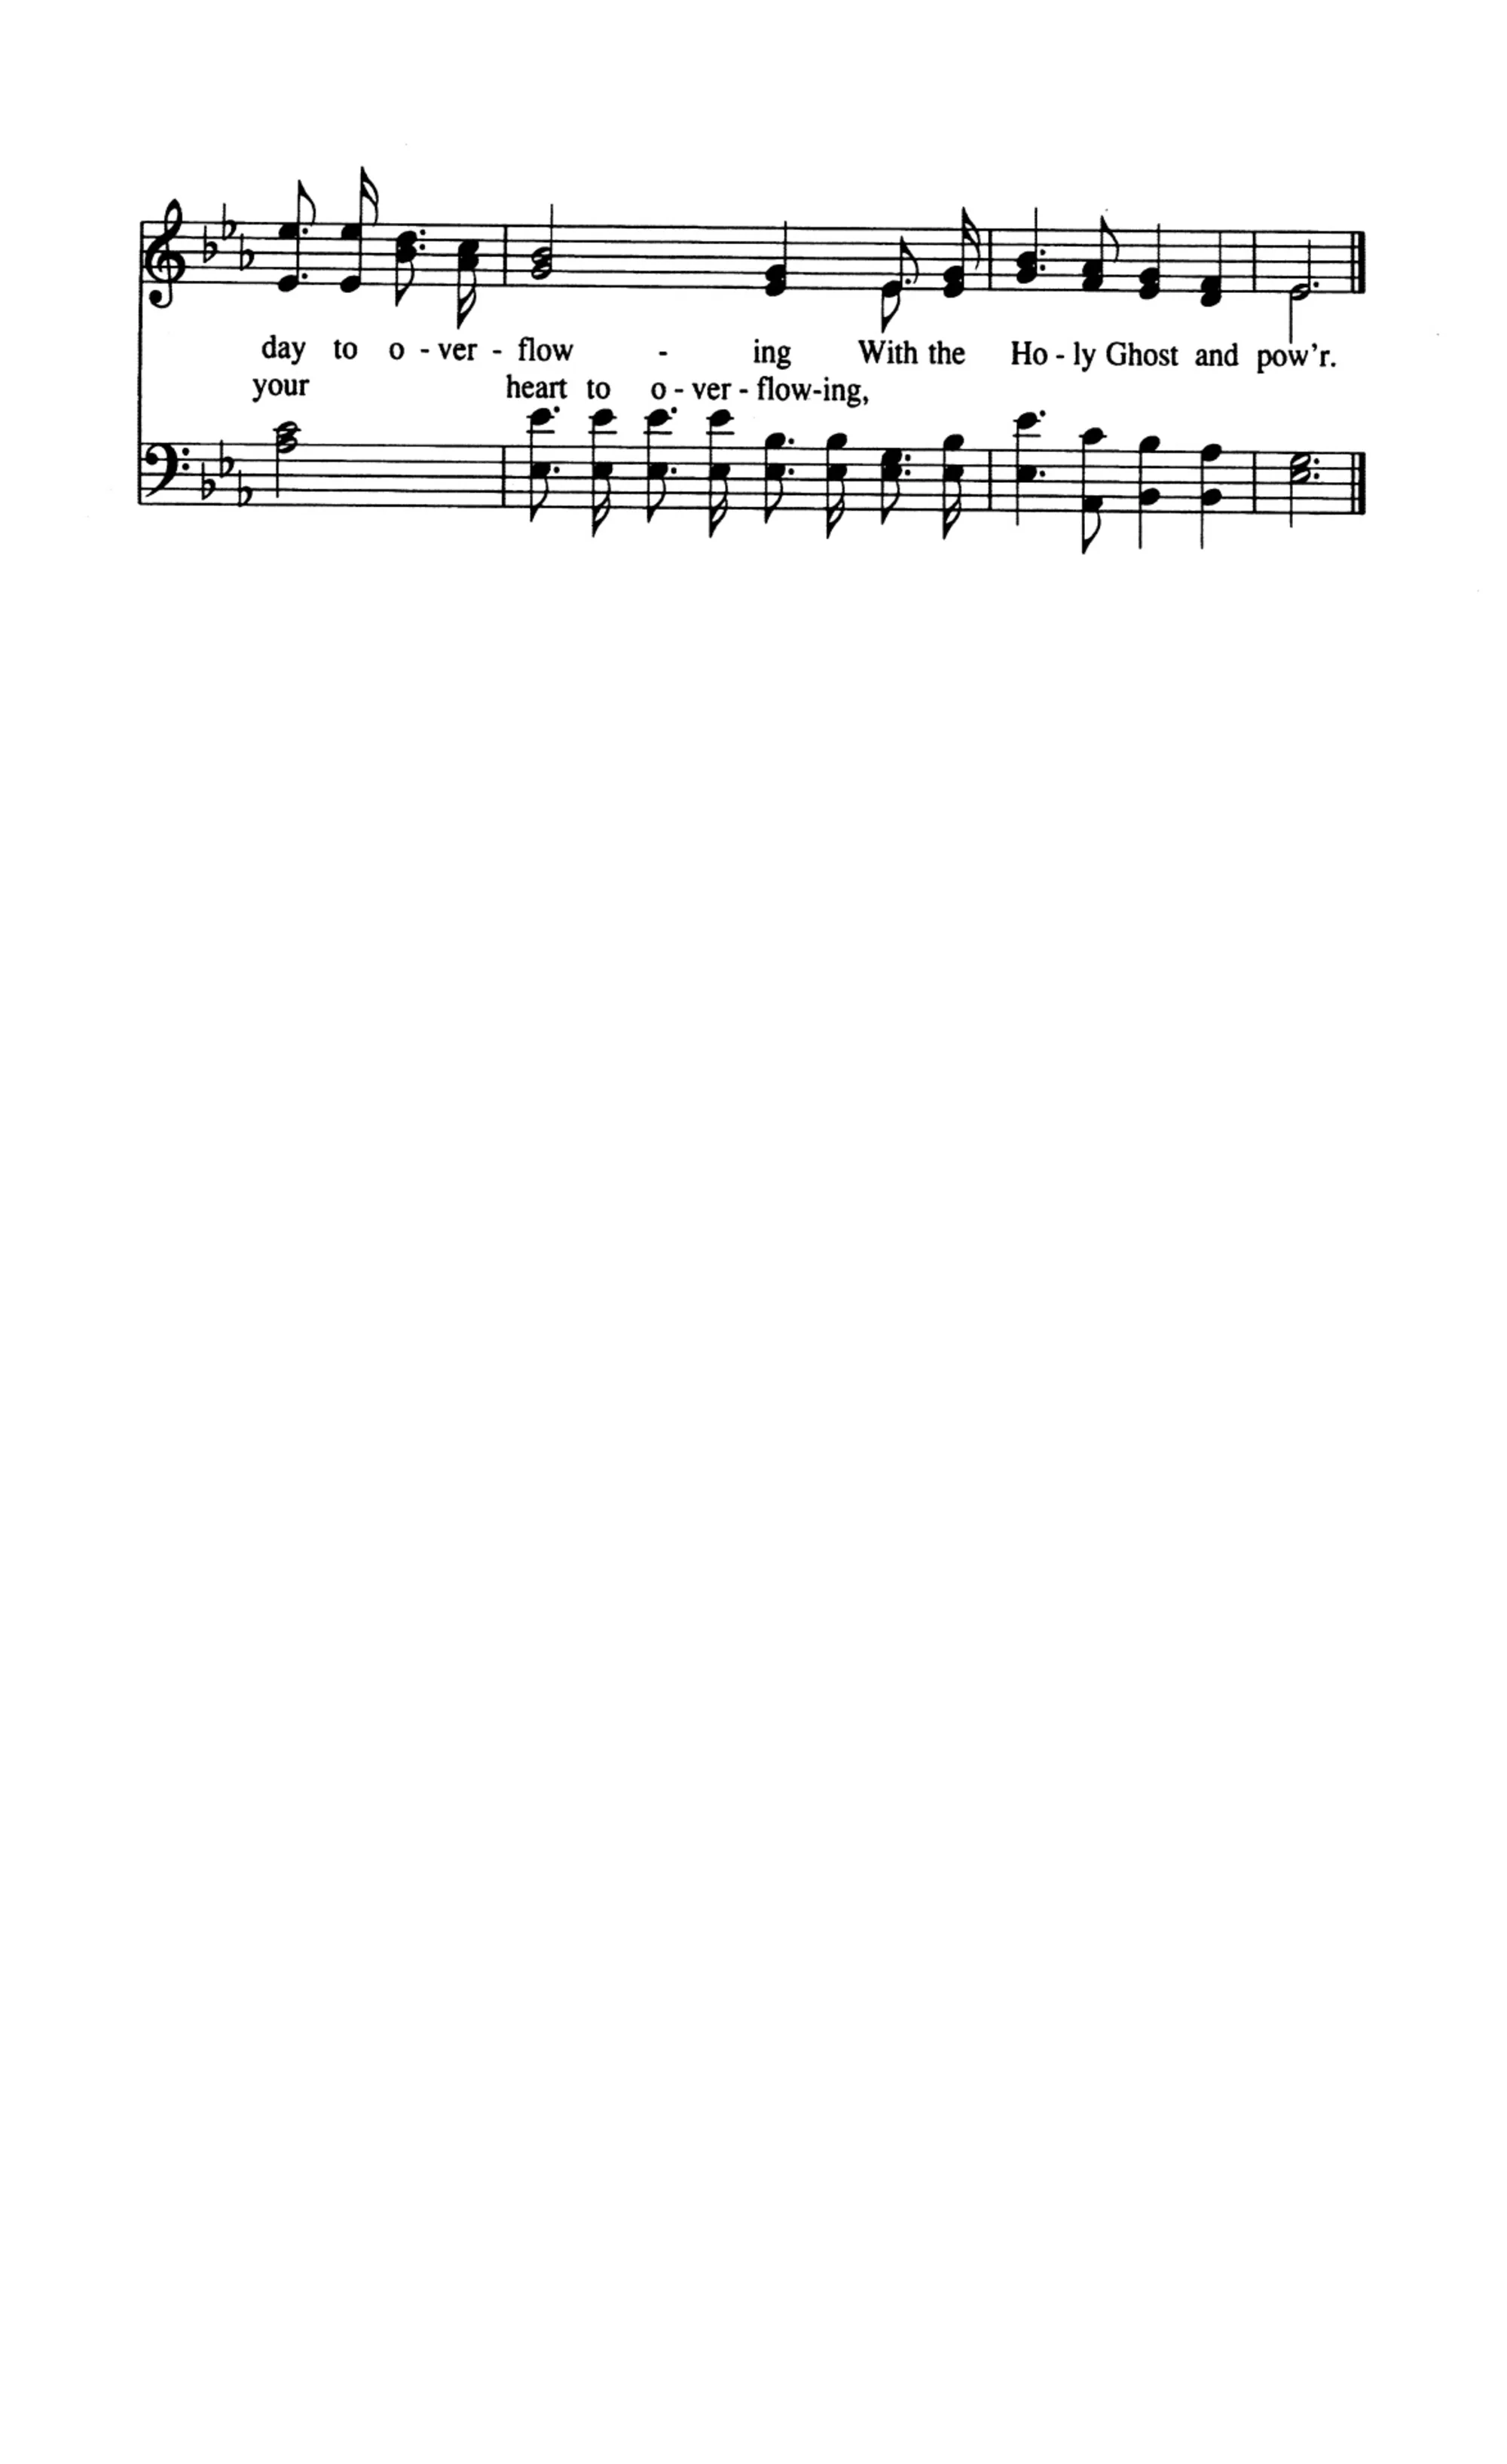 day to o - ver - flow - ing With the Ho - ly Ghost and pow'r.
your heart to o - ver - flow-ing,